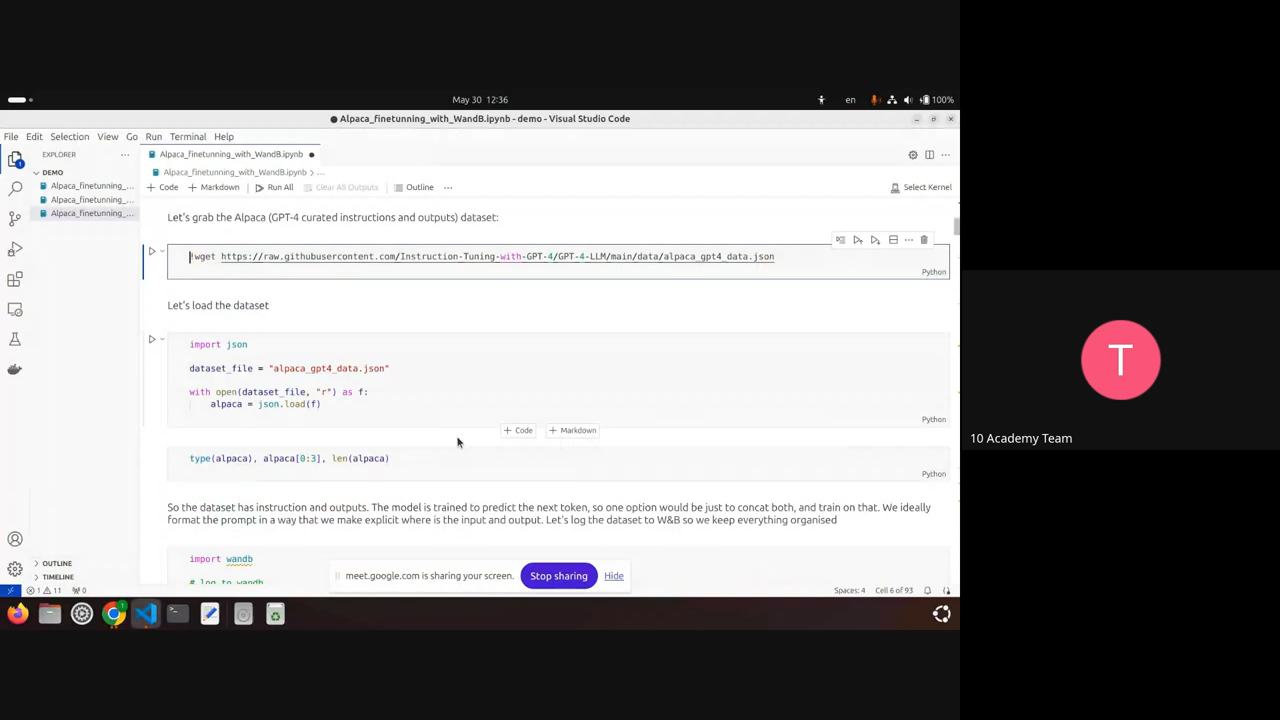 May 30 12:36
en
100%
Alpaca_finetunning_with_WandB.ipynb - demo - Visual Studio Code
File Edit Selection View Go Run Terminal Help
EXPLORER
Alpaca_finetunning_with_WandB.ipynb
DEMO
Alpaca_finetunning_with_WandB.ipynb > ...
Alpaca_finetunning_...
Alpaca_finetunning_...
Alpaca_finetunning_...
+ Code + Markdown Run All Clear All Outputs Outline ... Select Kernel
Let's grab the Alpaca (GPT-4 curated instructions and outputs) dataset:
!wget https://raw.githubusercontent.com/Instruction-Tuning-with-GPT-4/GPT-4-LLM/main/data/alpaca_gpt4_data.json
Python
Let's load the dataset
import json
dataset_file = "alpaca_gpt4_data.json"
with open(dataset_file, "r") as f:
alpaca = json.load(f)
Python
+ Code + Markdown
type(alpaca), alpaca[0:3], len(alpaca)
Python
So the dataset has instruction and outputs. The model is trained to predict the next token, so one option would be just to concat both, and train on that. We ideally
format the prompt in a way that we make explicit where is the input and output. Let's log the dataset to W&B so we keep everything organised
import wandb
# log to wandb
OUTLINE
TIMELINE
meet.google.com is sharing your screen. Stop sharing Hide
1 11 0
Spaces: 4 Cell 6 of 93
T
10 Academy Team